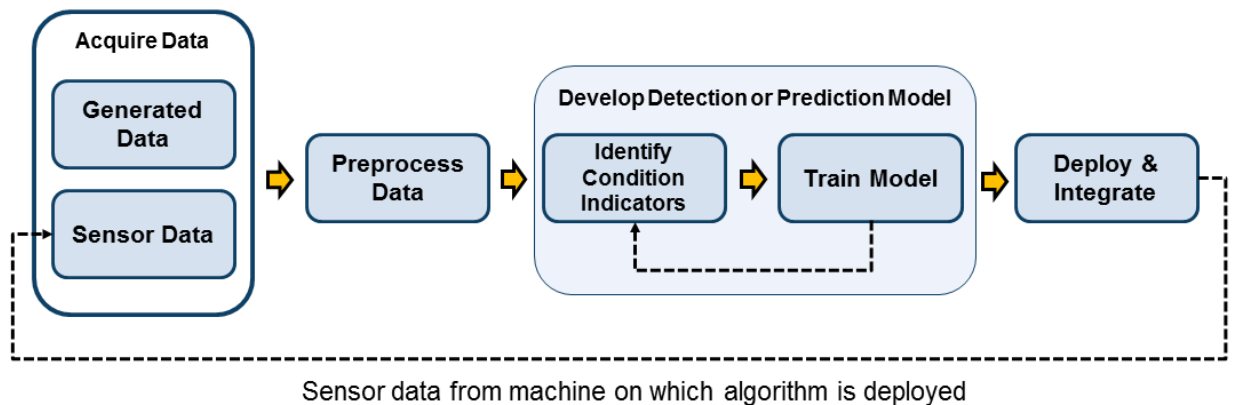 Acquire Data
Generated
Data
Sensor Data
Preprocess
Data
Develop Detection or Prediction Model
Identify
Condition
Indicators
Train Model
Deploy &
Integrate
Sensor data from machine on which algorithm is deployed